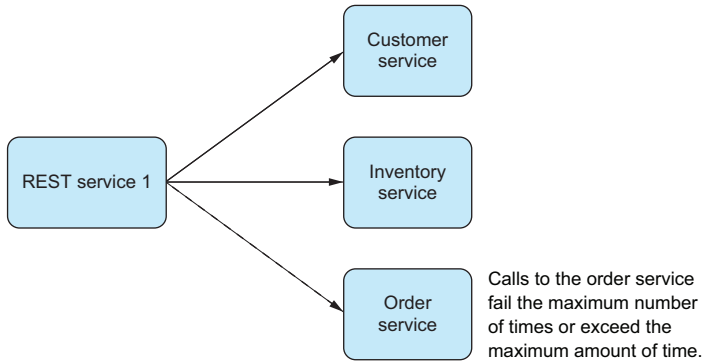 Customer
service
REST service 1
Inventory
service
Order
service
Calls to the order service
fail the maximum number
of times or exceed the
maximum amount of time.